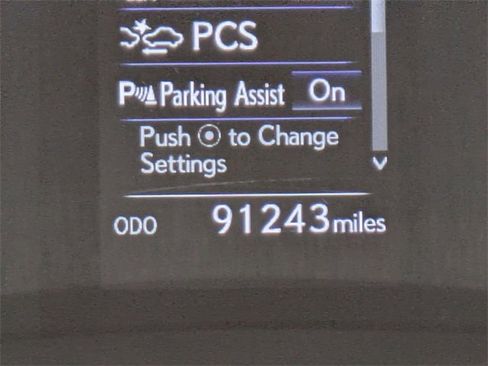 PCS
P Parking Assist On
Push to Change
Settings
ODO 91243 miles